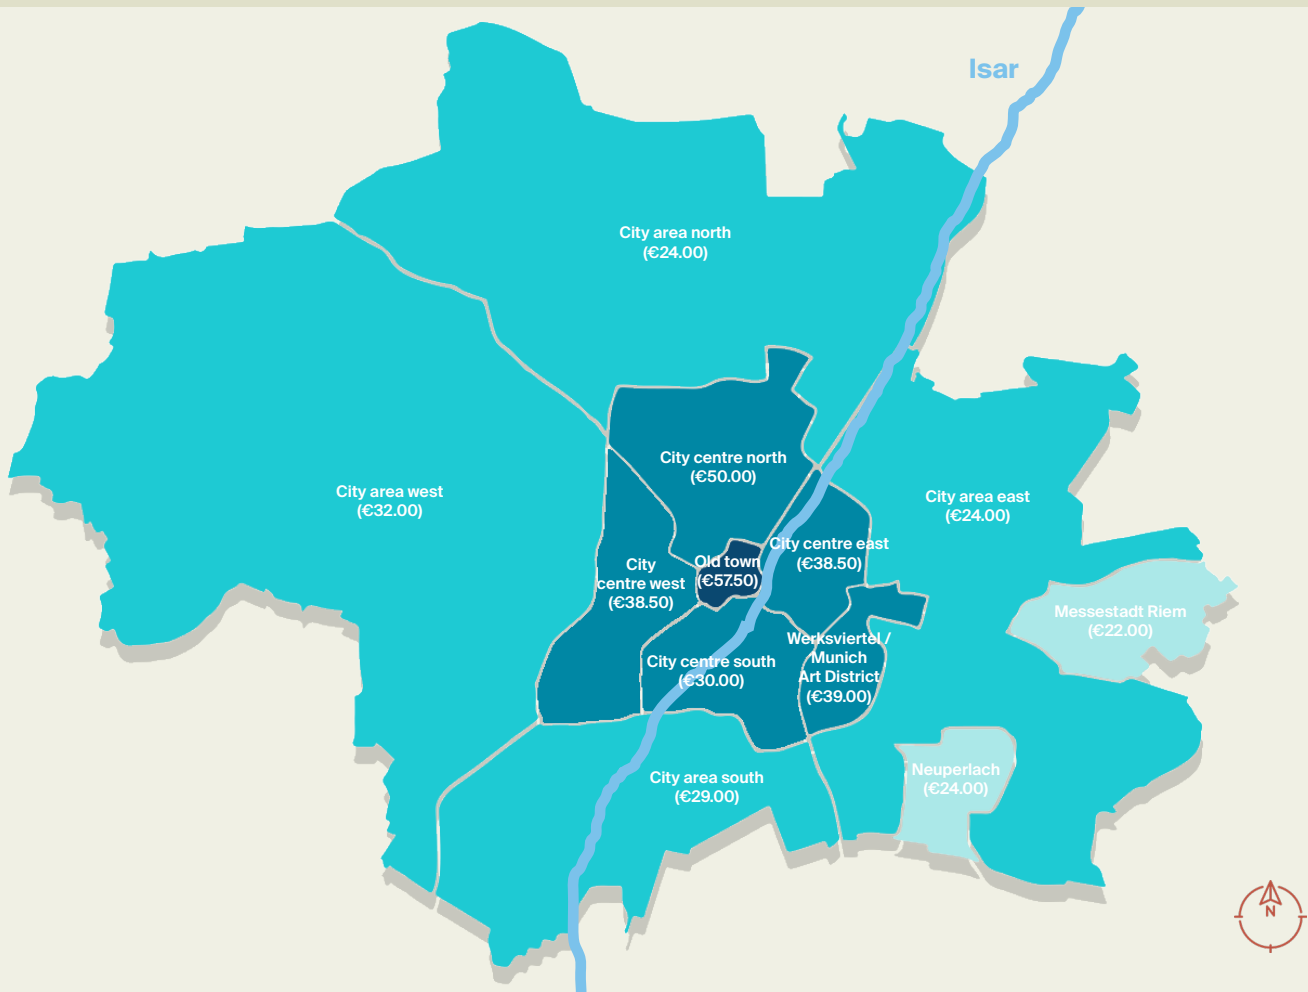 Isar
City area north
(€24.00)
City centre north
(€50.00)
City area west
(€32.00)
City area east
(€24.00)
City centre east
(€38.50)
Old town
(€57.50)
City
centre west
(€38.50)
Messestadt Riem
(€22.00)
Werksviertel /
Munich
Art District
(€39.00)
City centre south
(€30.00)
City area south
(€29.00)
Neuperlach
(€24.00)
N